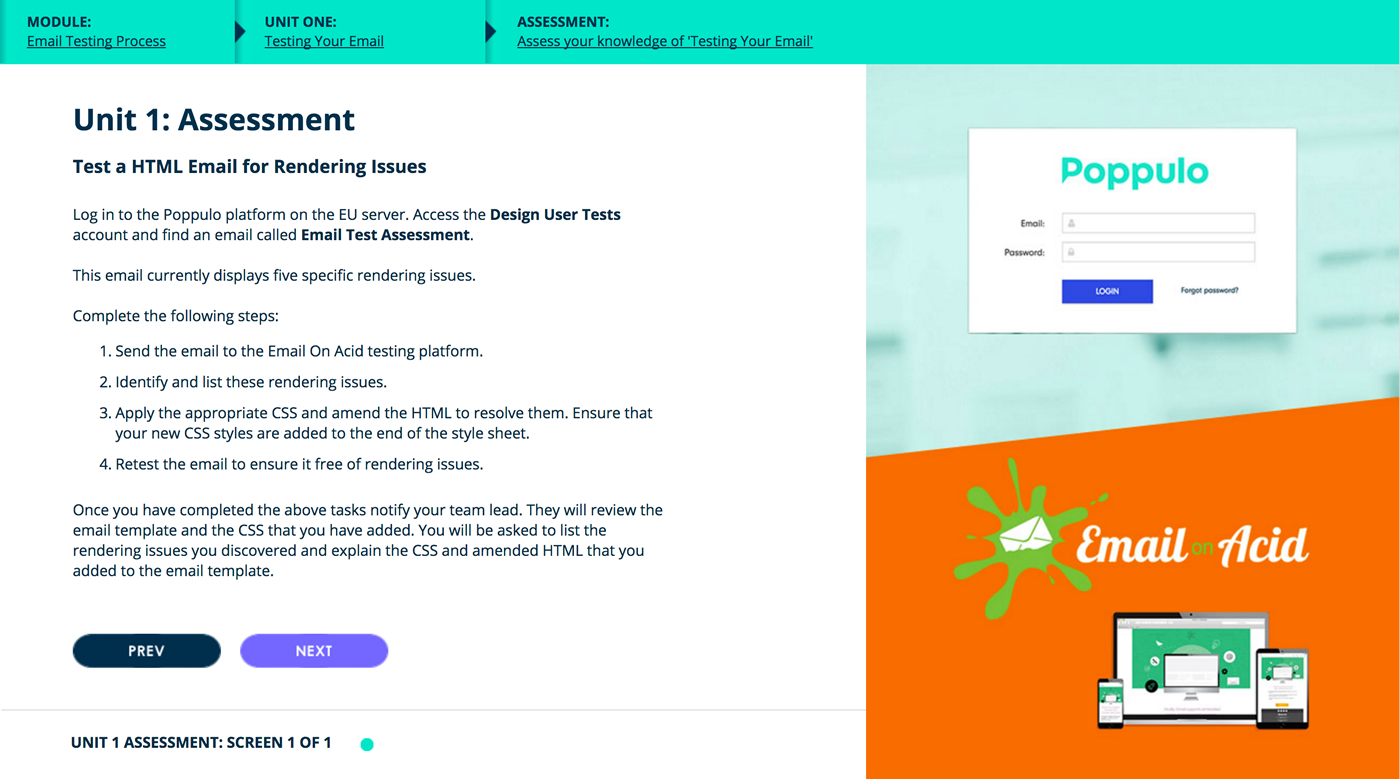 MODULE:
Email Testing Process
UNIT ONE:
Testing Your Email
ASSESSMENT:
Assess your knowledge of 'Testing Your Email'
Unit 1: Assessment
Test a HTML Email for Rendering Issues
Log in to the Poppulo platform on the EU server. Access the Design User Tests
account and find an email called Email Test Assessment.
This email currently displays five specific rendering issues.
Complete the following steps:
1. Send the email to the Email On Acid testing platform.
2. Identify and list these rendering issues.
3. Apply the appropriate CSS and amend the HTML to resolve them. Ensure that
your new CSS styles are added to the end of the style sheet.
4. Retest the email to ensure it free of rendering issues.
Once you have completed the above tasks notify your team lead. They will review the
email template and the CSS that you have added. You will be asked to list the
rendering issues you discovered and explain the CSS and amended HTML that you
added to the email template.
PREV
NEXT
UNIT 1 ASSESSMENT: SCREEN 1 OF 1
Poppulo
Email:
Password:
LOGIN
Forgot password?
Email on Acid